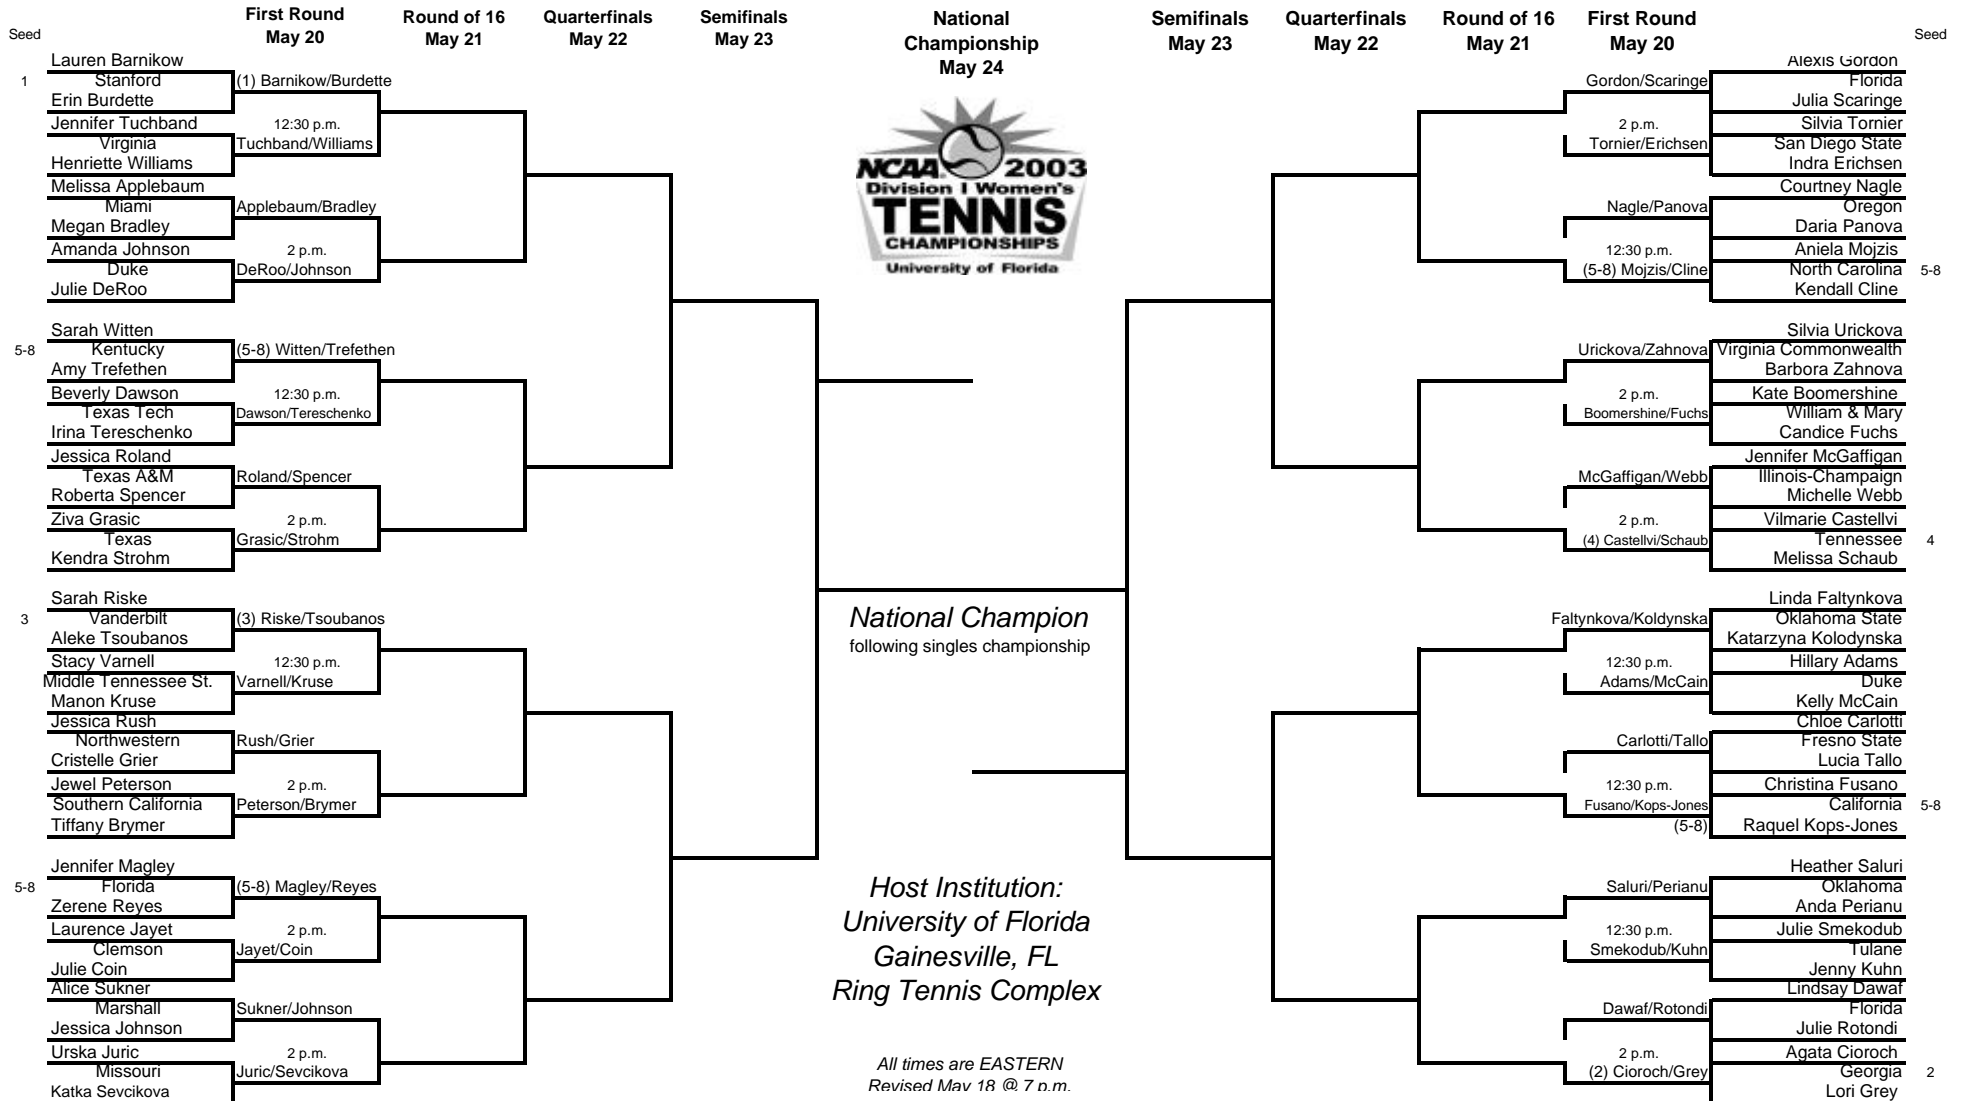 First Round
May 20
Round of 16
May 21
Quarterfinals
May 22
Semifinals
May 23
National
Championship
May 24
Semifinals
May 23
Quarterfinals
May 22
Round of 16
May 21
First Round
May 20
Seed
Seed
Lauren Barnikow
1
Stanford
(1) Barnikow/Burdette
Erin Burdette
Jennifer Tuchband
12:30 p.m.
Virginia
Tuchband/Williams
Henriette Williams
Melissa Applebaum
Miami
Applebaum/Bradley
Megan Bradley
Amanda Johnson
2 p.m.
Duke
DeRoo/Johnson
Julie DeRoo
Sarah Witten
5-8
Kentucky
(5-8) Witten/Trefethen
Amy Trefethen
Beverly Dawson
12:30 p.m.
Texas Tech
Dawson/Tereschenko
Irina Tereschenko
Jessica Roland
Texas A&M
Roland/Spencer
Roberta Spencer
Ziva Grasic
2 p.m.
Texas
Grasic/Strohm
Kendra Strohm
Sarah Riske
3
Vanderbilt
(3) Riske/Tsoubanos
Aleke Tsoubanos
Stacy Varnell
12:30 p.m.
Middle Tennessee St.
Varnell/Kruse
Manon Kruse
Jessica Rush
Northwestern
Rush/Grier
Cristelle Grier
Jewel Peterson
2 p.m.
Southern California
Peterson/Brymer
Tiffany Brymer
Jennifer Magley
5-8
Florida
(5-8) Magley/Reyes
Zerene Reyes
Laurence Jayet
2 p.m.
Clemson
Jayet/Coin
Julie Coin
Alice Sukner
Marshall
Sukner/Johnson
Jessica Johnson
Urska Juric
2 p.m.
Missouri
Juric/Sevcikova
Katka Sevcikova
NCAA 2003
Division I Women's
TENNIS
CHAMPIONSHIPS
University of Florida
National Champion
following singles championship
Host Institution:
University of Florida
Gainesville, FL
Ring Tennis Complex
All times are EASTERN
Revised May 18 @ 7 p.m.
Alexis Gordon
Gordon/Scaringe
Florida
Julia Scaringe
2 p.m.
Silvia Tornier
Tornier/Erichsen
San Diego State
Indra Erichsen
Courtney Nagle
Nagle/Panova
Oregon
Daria Panova
12:30 p.m.
Aniela Mojzis
(5-8) Mojzis/Cline
North Carolina
5-8
Kendall Cline
Silvia Urickova
Urickova/Zahnova
Virginia Commonwealth
Barbora Zahnova
2 p.m.
Kate Boomershine
Boomershine/Fuchs
William & Mary
Candice Fuchs
Jennifer McGaffigan
McGaffigan/Webb
Illinois-Champaign
Michelle Webb
2 p.m.
Vilmarie Castellvi
(4) Castellvi/Schaub
Tennessee
4
Melissa Schaub
Linda Faltynkova
Faltynkova/Koldynska
Oklahoma State
Katarzyna Kolodynska
12:30 p.m.
Hillary Adams
Adams/McCain
Duke
Kelly McCain
Chloe Carlotti
Carlotti/Tallo
Fresno State
Lucia Tallo
12:30 p.m.
Christina Fusano
Fusano/Kops-Jones
California
5-8
(5-8)
Raquel Kops-Jones
Heather Saluri
Saluri/Perianu
Oklahoma
Anda Perianu
12:30 p.m.
Julie Smekodub
Smekodub/Kuhn
Tulane
Jenny Kuhn
Lindsay Dawaf
Dawaf/Rotondi
Florida
Julie Rotondi
2 p.m.
Agata Cioroch
(2) Cioroch/Grey
Georgia
2
Lori Grey